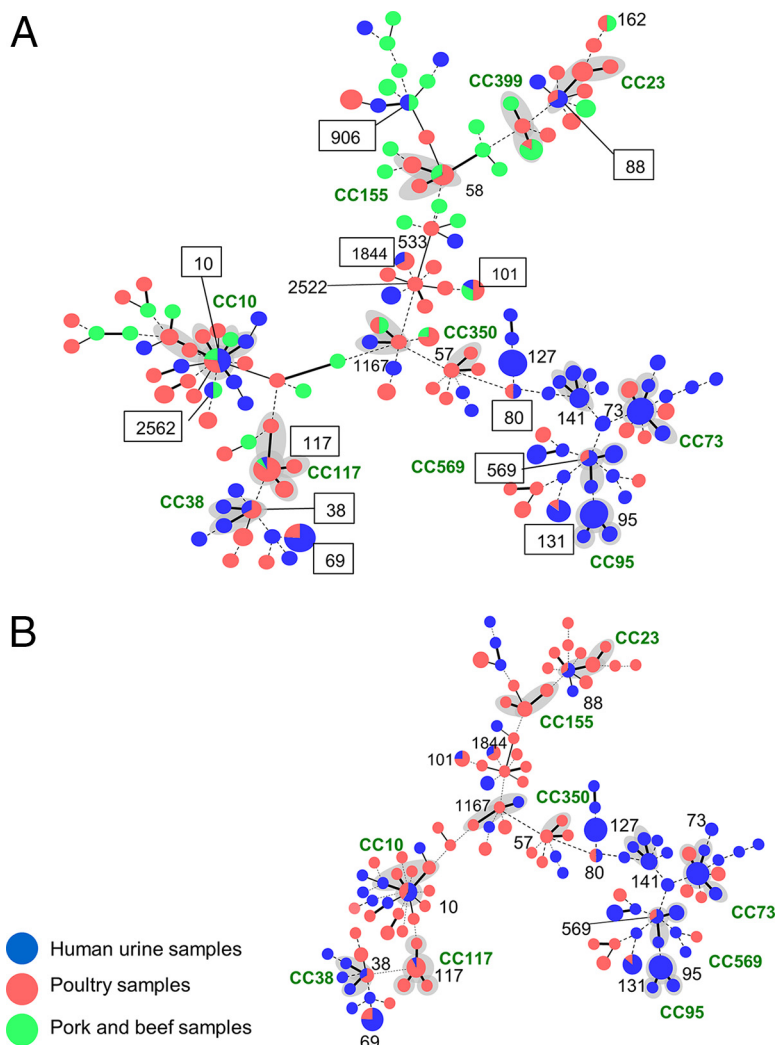 A
162
CC399
CC23
906
88
CC155
58
1844
533
10
101
2522
CC10
CC350
57
127
1167
2562
80
141
73
117
CC73
CC117
CC569
569
CC38
38
95
131
69
CC95
B
CC23
88
CC155
1844
101
CC350
1167
127
73
57
CC10
80
141
10
CC73
569
CC117
CC569
38
CC38
117
95
131
CC95
69
Human urine samples
Poultry samples
Pork and beef samples